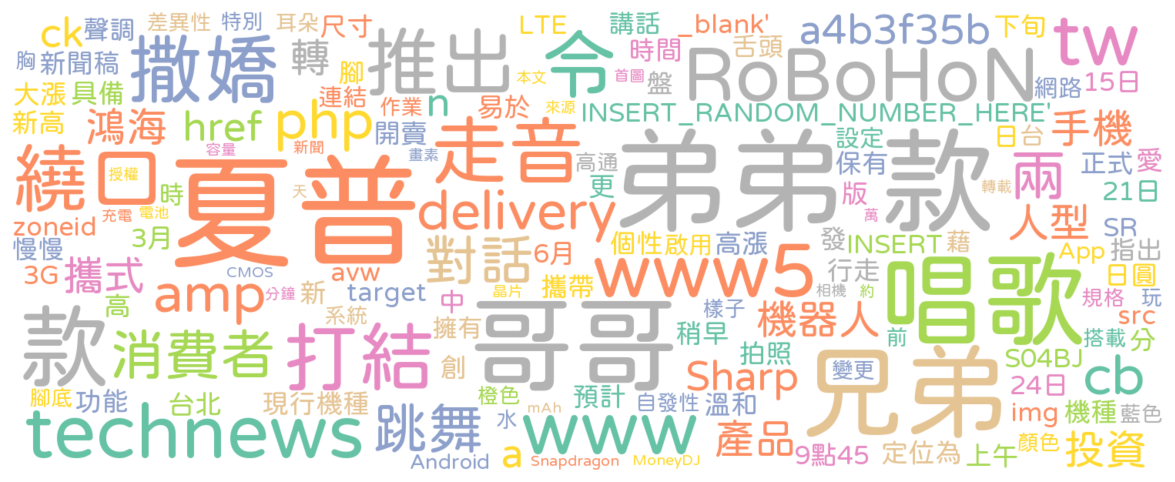 ck 聲調 差異性 特別 耳朵 尺寸 LTE 講話 _blank' a4b3f35b 下旬 tw
胸 新聞稿 撒嬌 轉 推出 令 時間 舌頭 RoBoHoN
大漲 具備 腳 本文 首圖 盤 網路 15日
新高 鴻海 href php 連結 作業 n 易於 來源 INSERT_RANDOM_NUMBER_HERE'
開賣 走音 設定 日台 手機
繞口 容量 新聞 畫素 高通 弟弟款 保有 正式 愛
授權 夏普 天 更 版 兩 轉載 21日
時 充電 電池 delivery 萬 人型 SR
zoneid 3月 慢慢 對話 6月 個性 啟用 高漲 發 INSERT 藉 App 指出
3G 攜式 CMOS avw www5 行走 唱歌 日圓
amp 分鐘 target 中 晶片 攜帶 相機 約 規格 玩
高 新 系統 擁有 哥哥 樣子 機器人 src
款 消費者 打結 創 稍早 前 搭載 分
拍照 兄弟 變更 S04BJ cb
腳底 功能 台北 現行機種 橙色 預計 Sharp 24日
technews 跳舞 水 mAh 自發性 溫和 img 機種 藍色
www 產品 顏色 投資
Android a Snapdragon MoneyDJ 9點45 定位為 上午